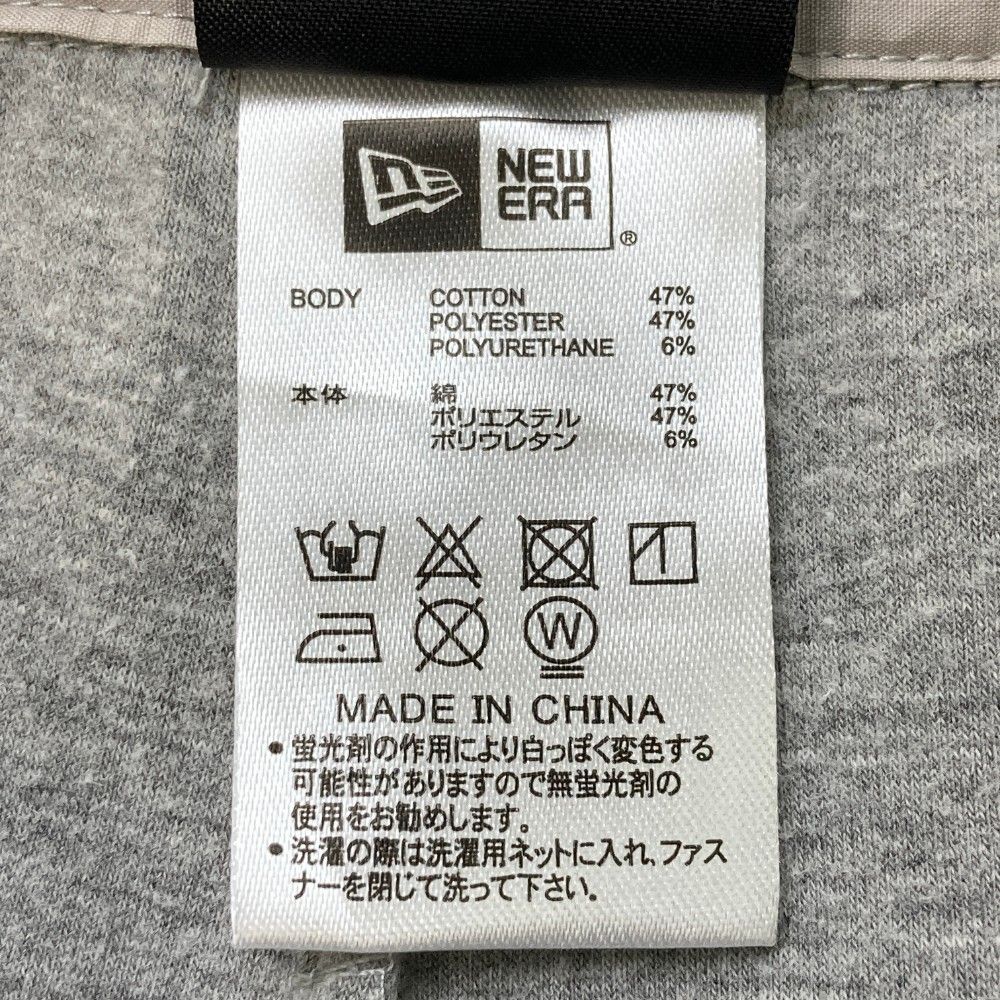 NEW
ERA
®
BODY COTTON 47%
POLYESTER 47%
POLYURETHANE 6%
本体 綿 47%
ポリエステル 47%
ポリウレタン 6%
W
MADE IN CHINA
・蛍光剤の作用により白っぽく変色する
可能性がありますので無蛍光剤の
使用をお勧めします。
・洗濯の際は洗濯用ネットに入れ、ファス
ナーを閉じて洗って下さい。